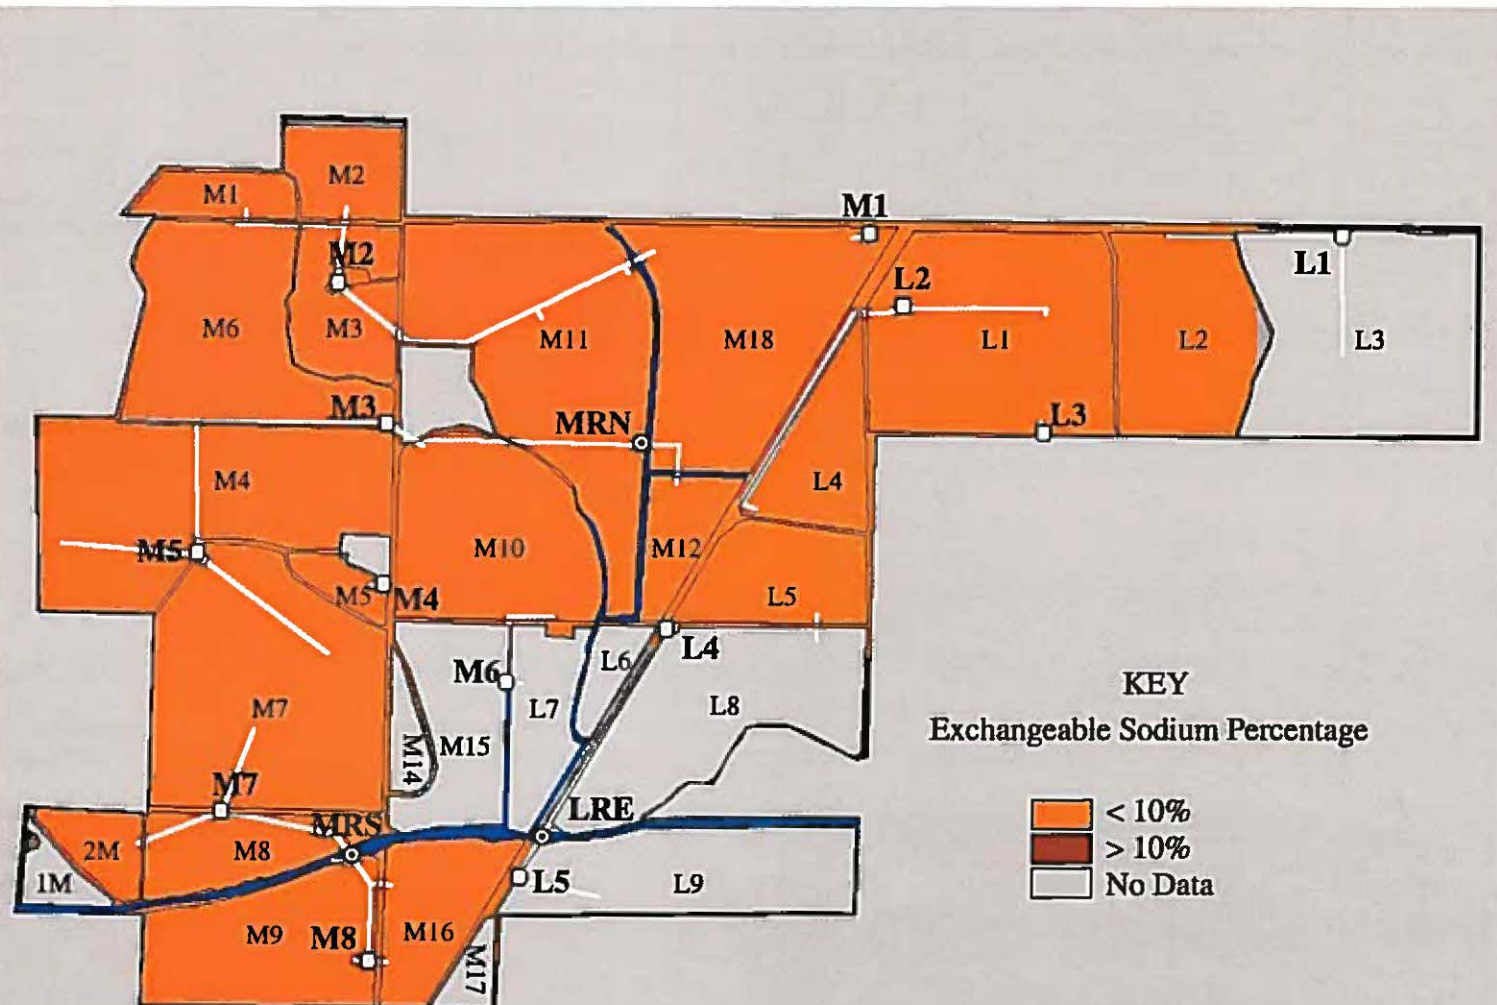 M2
M1
M1
M2
L2
L1
M6
M3
M11
M18
L1
L2
L3
M3
L3
MRN
M4
L4
M5
M10
M12
M5
M4
L5
L4
M6
L6
L7
L8
M7
M14
M15
KEY
Exchangeable Sodium Percentage
< 10%
> 10%
No Data
M7
MRS
LRE
2M
M8
1M
L5
L9
M9
M8
M16
M17